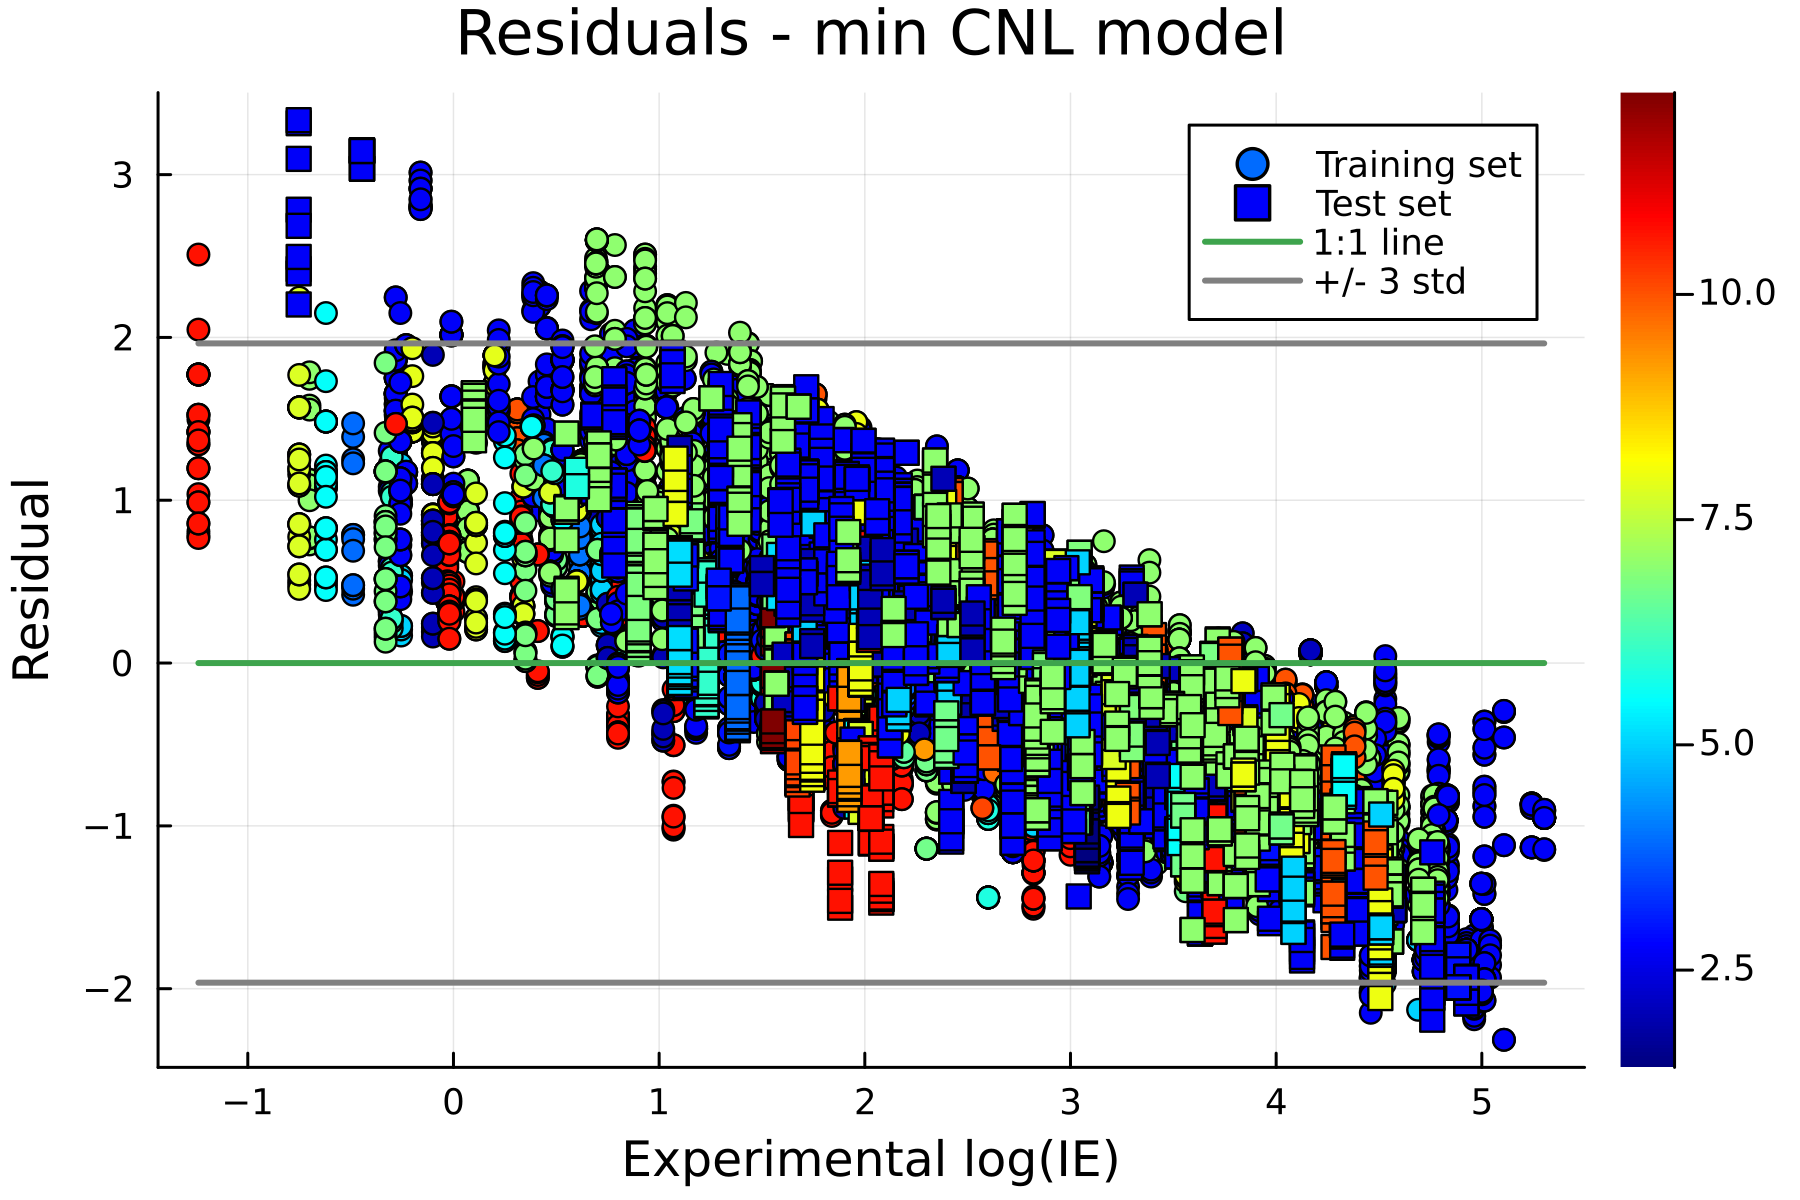 Residuals - min CNL model
Residual
3
2
1
0
−1
−2
−1
0
1
2
3
4
5
Experimental log(IE)
Training set
Test set
1:1 line
+/- 3 std
10.0
7.5
5.0
2.5